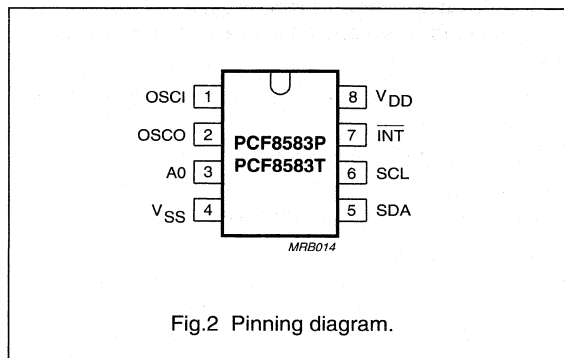 OSCI 1 8 VDD
OSCO 2 7 INT
PCF8583P
PCF8583T
A0 3 6 SCL
VSS 4 5 SDA
MRB014
Fig.2 Pinning diagram.